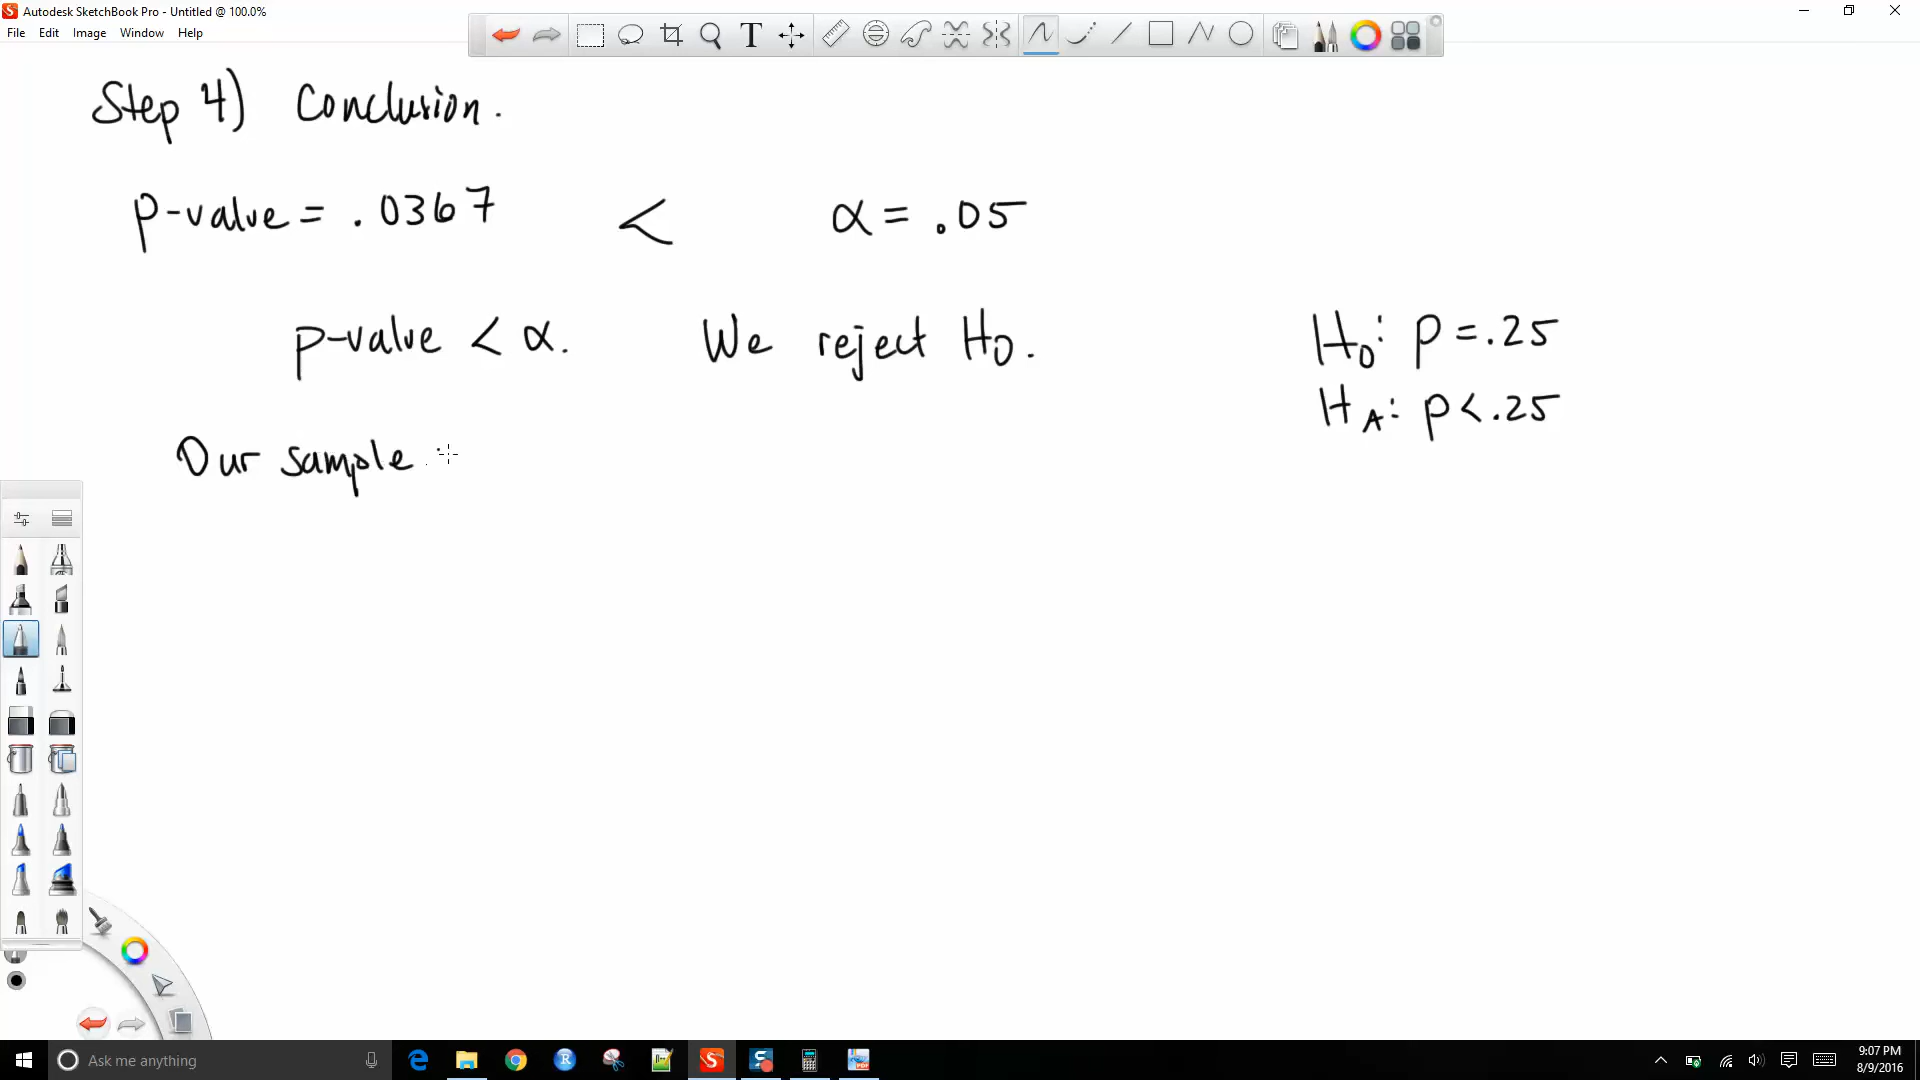 Autodesk SketchBook Pro - Untitled @ 100.0%
File Edit Image Window Help
T
Step 4) Conclusion.
p-value = .0367 < α = .05
p-value < α. We reject H0. H0: p = .25
HA: p < .25
Our sample
Ask me anything
9:07 PM
8/9/2016